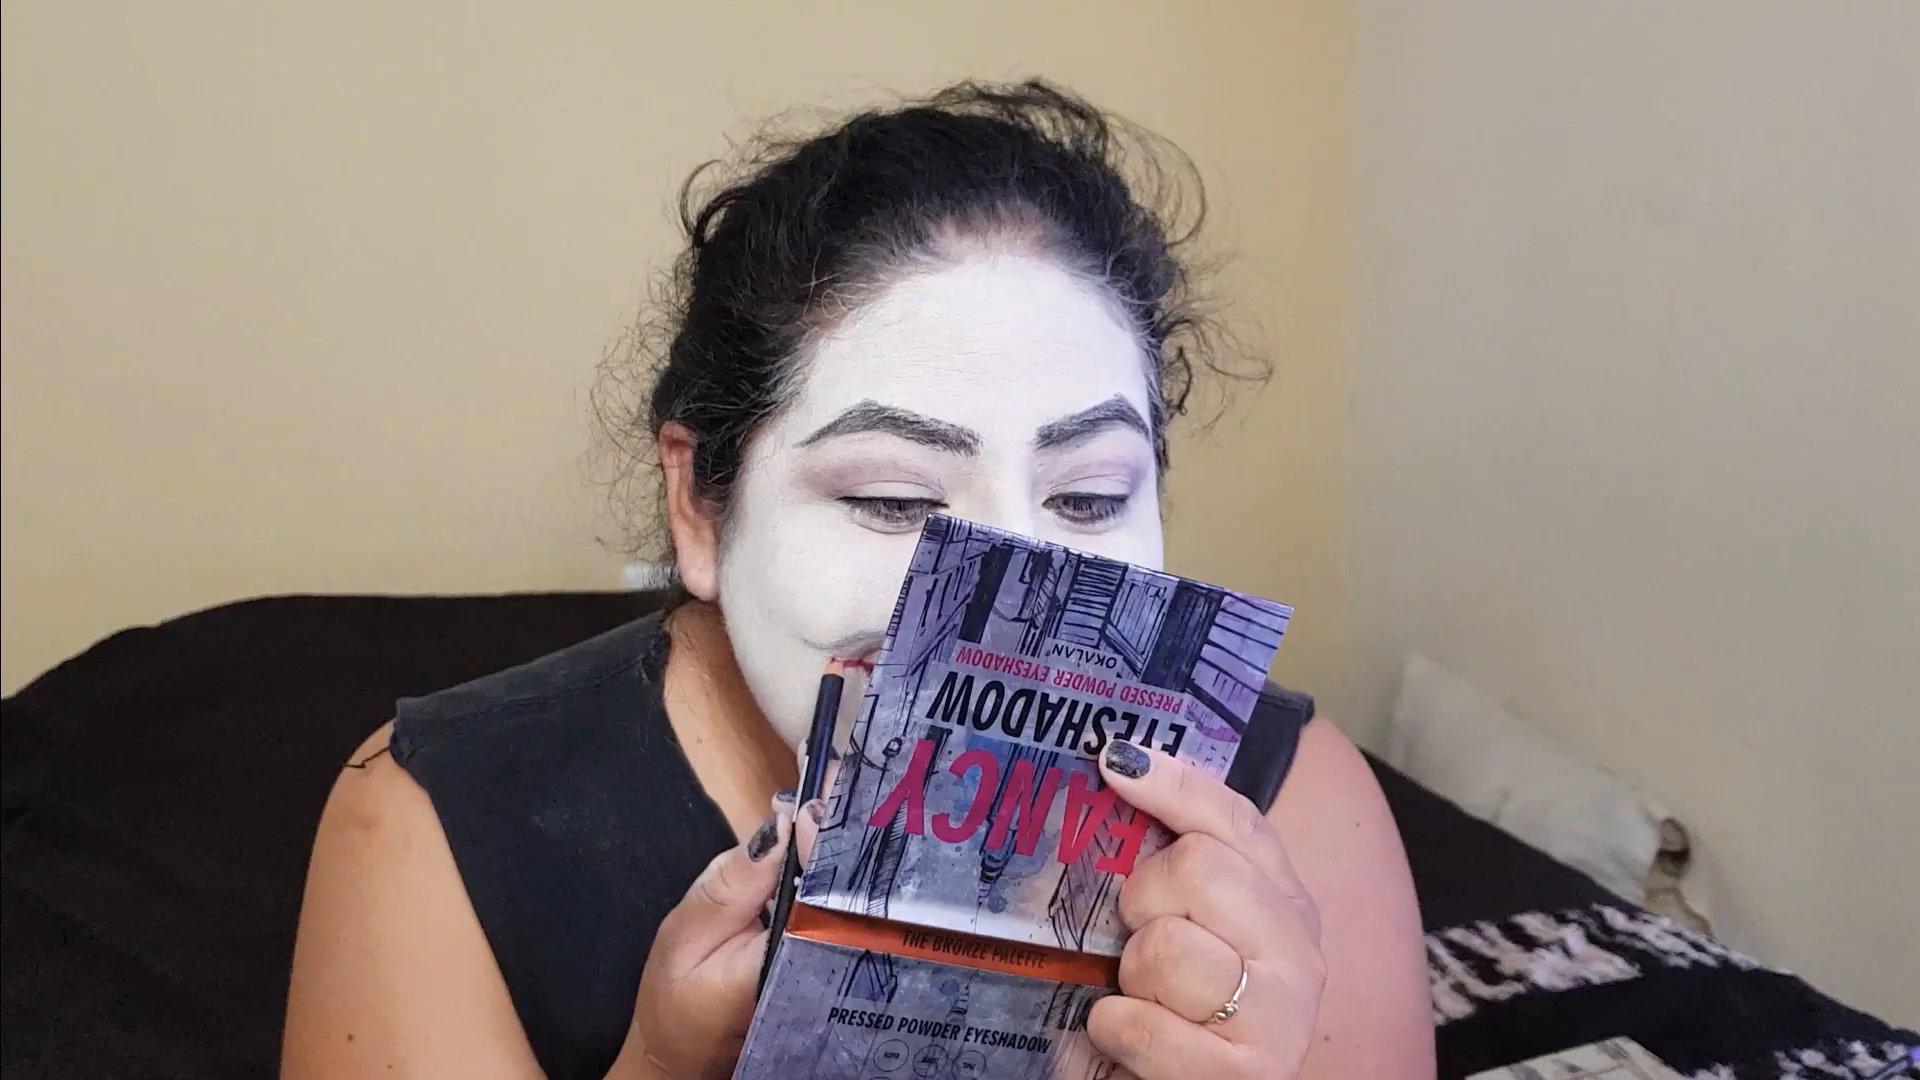 OKALAN
PRESSED POWDER EYESHADOW
EYESHADOW
FANCY
THE BRONZE PALETTE
PRESSED POWDER EYESHADOW